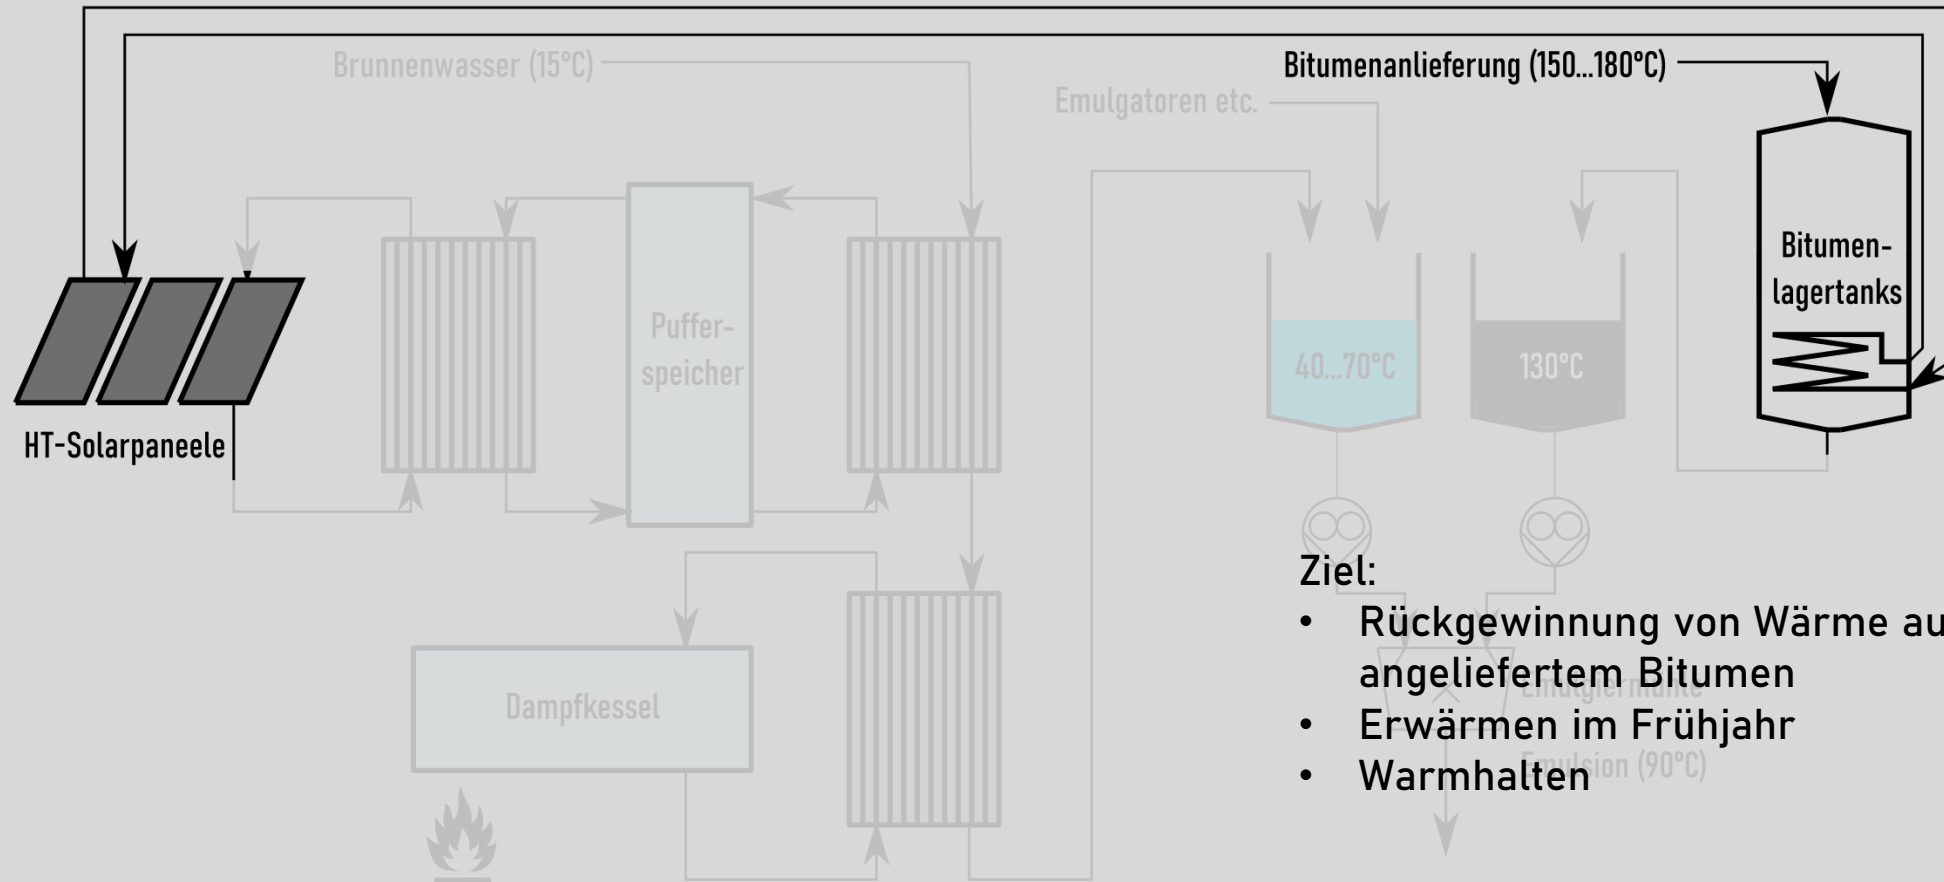 Brunnenwasser (15°C)
Bitumenanlieferung (150...180°C)
Emulgatoren etc.
Bitumen-
lagertanks
Puffer-
speicher
40...70°C
130°C
HT-Solarpaneele
Ziel:
• Rückgewinnung von Wärme au
angeliefertem Bitumen
• Erwärmen im Frühjahr
• Warmhalten
Emulgiermühle
Emulsion (90°C)
Dampfkessel